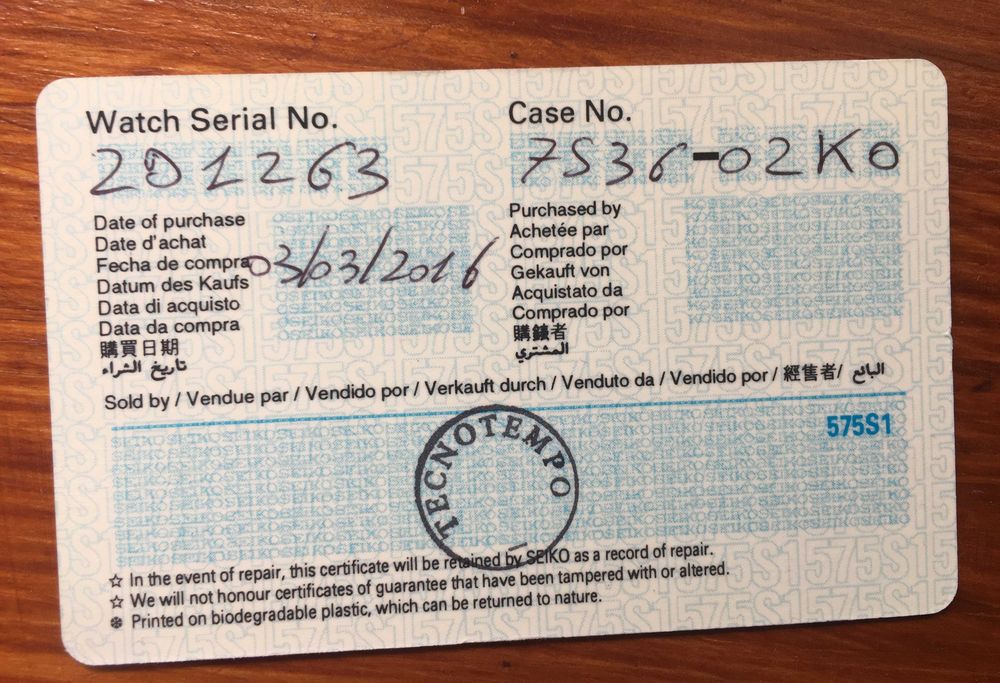 Watch Serial No.
201263
Case No.
7S36-02K0
Date of purchase
Date d'achat
Fecha de compra
Datum des Kaufs
Data di acquisto
Data da compra
購買日期
تاريخ الشراء
03/03/2016
Purchased by
Achetée par
Comprado por
Gekauft von
Acquistato da
Comprado por
購錶者
المشتري
Sold by / Vendue par / Vendido por / Verkauft durch / Venduto da / Vendido por / 經售者/ البائع
575S1
TECNOTEMPO
☆ In the event of repair, this certificate will be retained by SEIKO as a record of repair.
☆ We will not honour certificates of guarantee that have been tampered with or altered.
❄ Printed on biodegradable plastic, which can be returned to nature.